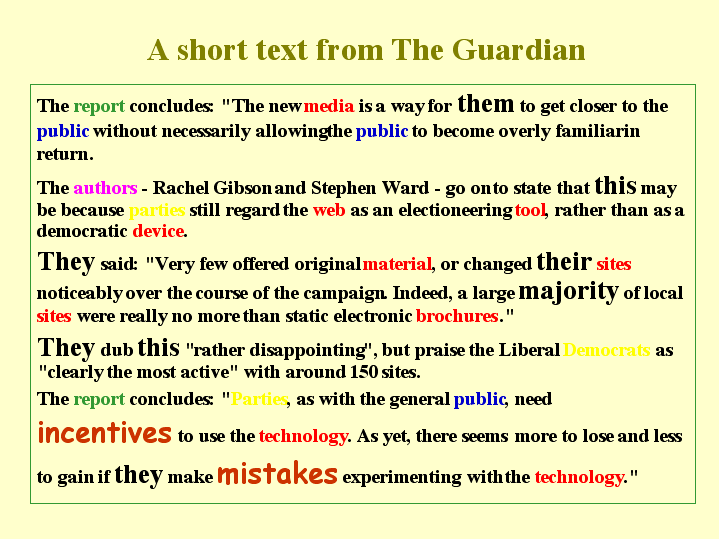 A short text from The Guardian
The report concludes: "The new media is a way for them to get closer to the
public without necessarily allowingthe public to become overly familiarin
return.
The authors - Rachel Gibson and Stephen Ward - go on to state that this may
be because parties still regard the web as an electioneering tool, rather than as a
democratic device.
They said: "Very few offered original material, or changed their sites
noticeably over the course of the campaign. Indeed, a large majority of local
sites were really no more than static electronic brochures."
They dub this "rather disappointing", but praise the Liberal Democrats as
"clearly the most active" with around 150 sites.
The report concludes: "Parties, as with the general public, need
incentives to use the technology. As yet, there seems more to lose and less
to gain if they make mistakes experimenting with the technology."